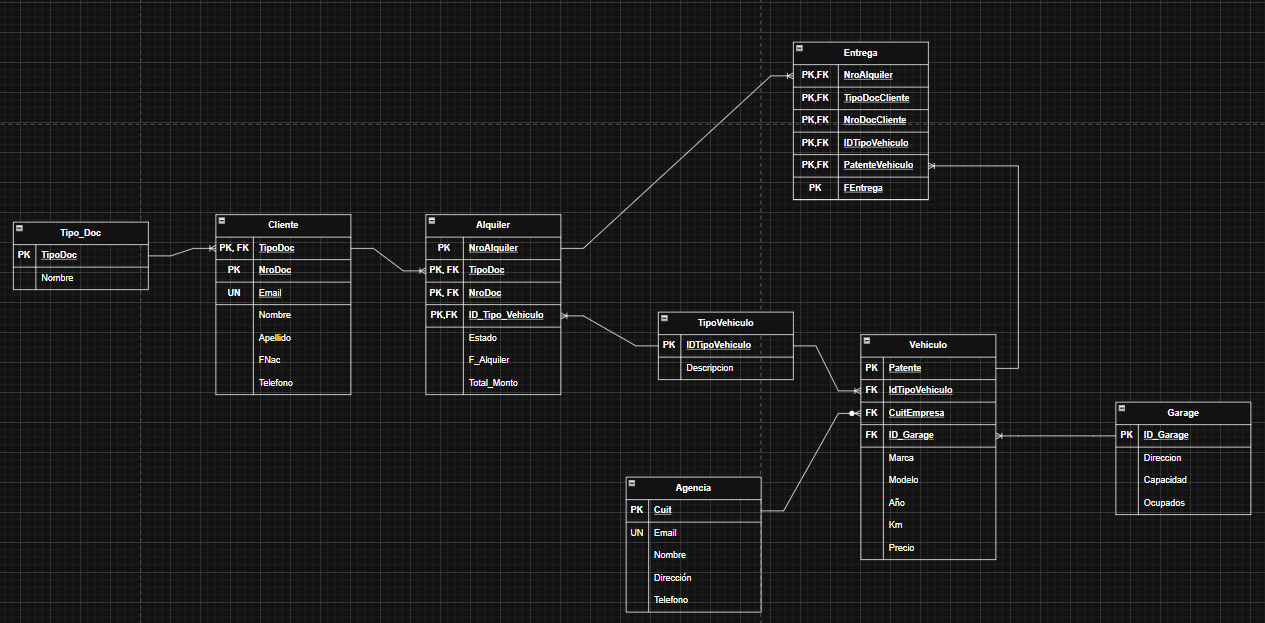 Entrega
PK,FK NroAlquiler
PK,FK TipoDocCliente
PK,FK NroDocCliente
PK,FK IDTipoVehiculo
PK,FK PatenteVehiculo
PK FEntrega
Tipo_Doc
PK TipoDoc
Nombre
Cliente
PK, FK TipoDoc
PK NroDoc
UN Email
Nombre
Apellido
FNac
Telefono
Alquiler
PK NroAlquiler
PK, FK TipoDoc
PK, FK NroDoc
PK,FK ID_Tipo_Vehiculo
Estado
F_Alquiler
Total_Monto
TipoVehiculo
PK IDTipoVehiculo
Descripcion
Vehiculo
PK Patente
FK IdTipoVehiculo
FK CuitEmpresa
FK ID_Garage
Marca
Modelo
Año
Km
Precio
Garage
PK ID_Garage
Direccion
Capacidad
Ocupados
Agencia
PK Cuit
UN Email
Nombre
Dirección
Telefono